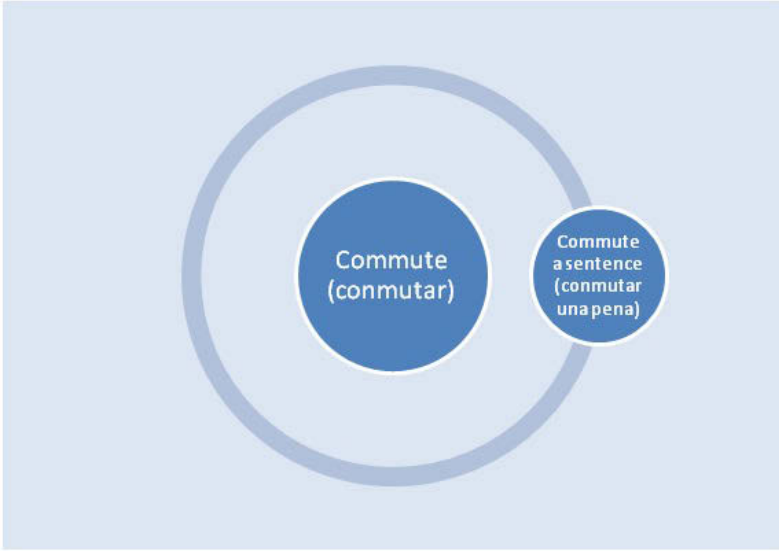 Commute
(conmutar)
Commute
a sentence
(conmutar
una pena)